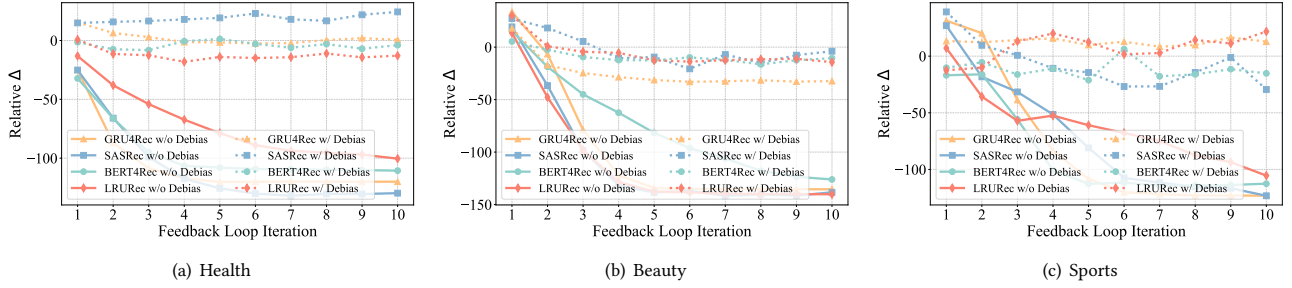 Relative Δ
0
−50
−100
GRU4Rec w/o Debias
SASRec w/o Debias
BERT4Rec w/o Debias
LRURec w/o Debias
GRU4Rec w/ Debias
SASRec w/ Debias
BERT4Rec w/ Debias
LRURec w/ Debias
1 2 3 4 5 6 7 8 9 10
Feedback Loop Iteration
(a) Health
Relative Δ
0
−50
−100
−150
GRU4Rec w/o Debias
SASRec w/o Debias
BERT4Rec w/o Debias
LRURec w/o Debias
GRU4Rec w/ Debias
SASRec w/ Debias
BERT4Rec w/ Debias
LRURec w/ Debias
1 2 3 4 5 6 7 8 9 10
Feedback Loop Iteration
(b) Beauty
Relative Δ
0
−50
−100
GRU4Rec w/o Debias
SASRec w/o Debias
BERT4Rec w/o Debias
LRURec w/o Debias
GRU4Rec w/ Debias
SASRec w/ Debias
BERT4Rec w/ Debias
LRURec w/ Debias
1 2 3 4 5 6 7 8 9 10
Feedback Loop Iteration
(c) Sports